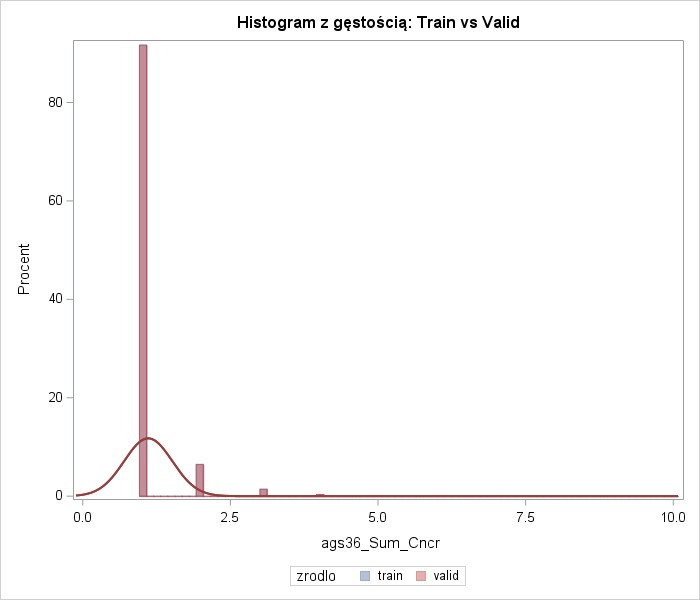 Histogram z gęstością: Train vs Valid
80
60
40
20
0
Procent
0.0 2.5 5.0 7.5 10.0
ags36_Sum_Cncr
zrodlo train valid